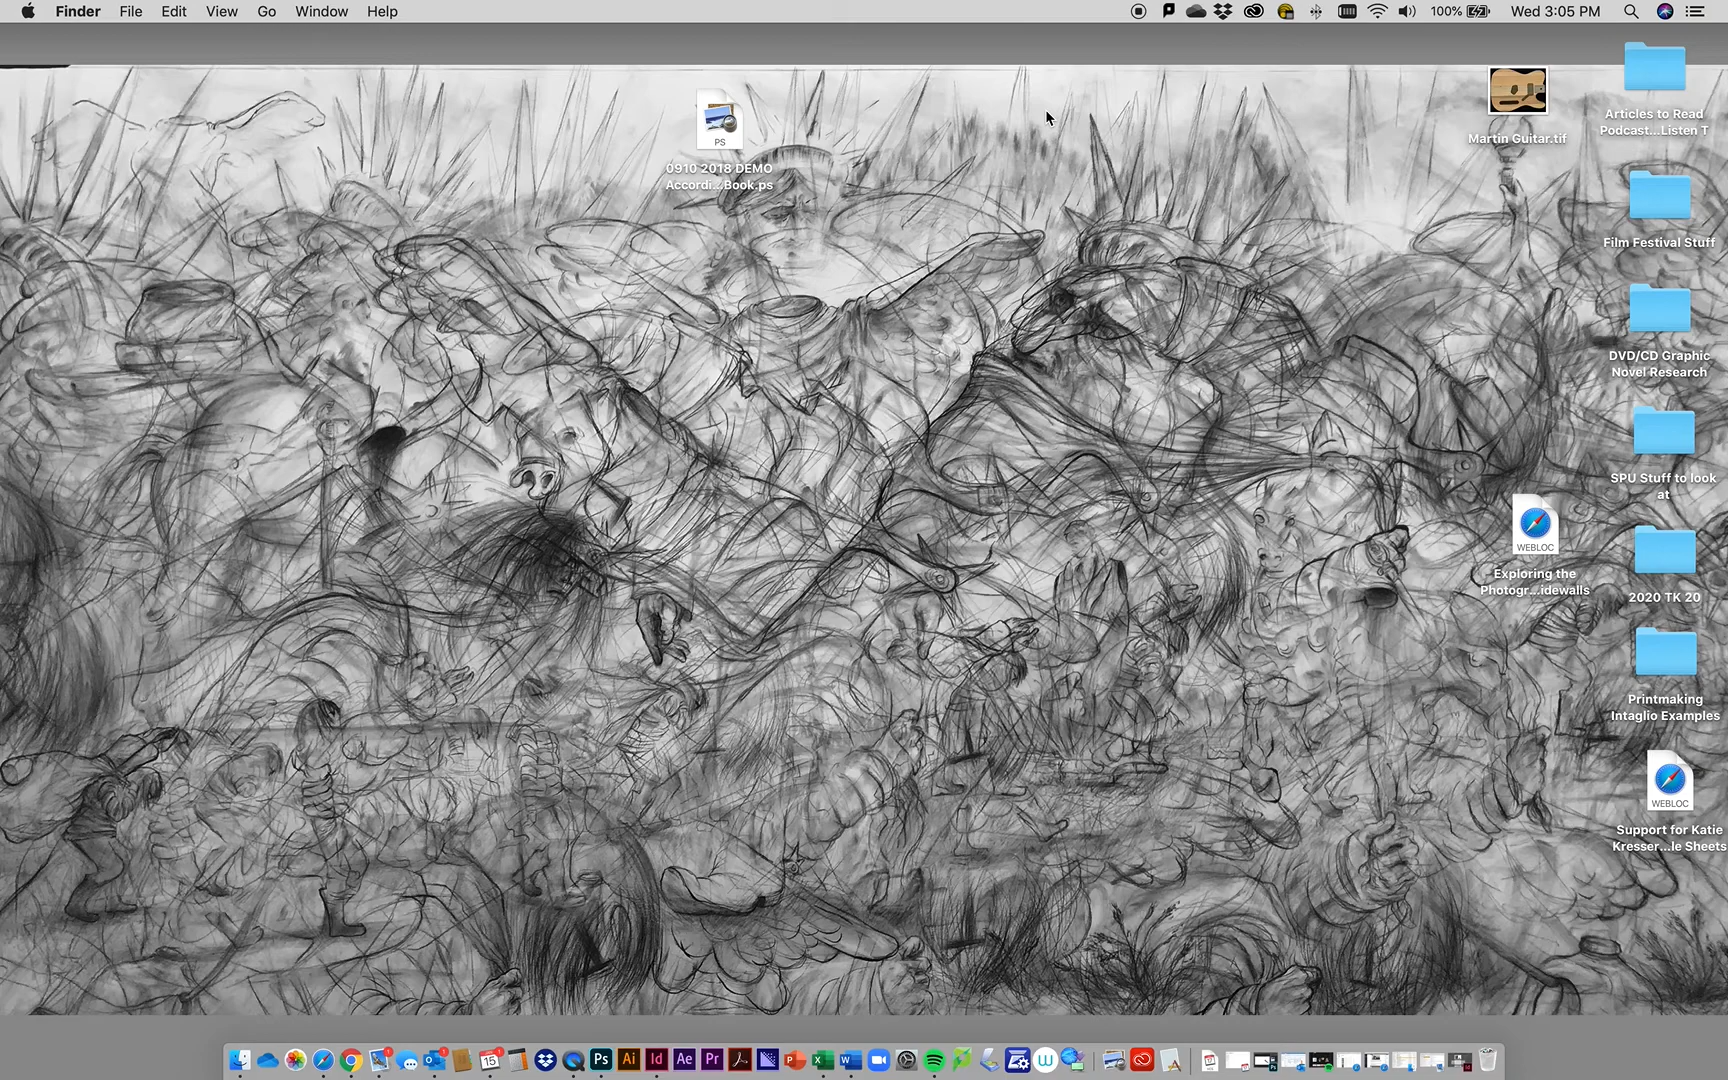 Finder File Edit View Go Window Help 100% Wed 3:05 PM
PS
0910 2018 DEMO
Accordi...Book.ps
Martin Guitar.tif
Articles to Read
Podcast...Listen T
Film Festival Stuff
DVD/CD Graphic
Novel Research
SPU Stuff to look
at
WEBLOC
Exploring the
Photogr...idewalls
2020 TK 20
Printmaking
Intaglio Examples
WEBLOC
Support for Katie
Kresser...le Sheets
15 Ps Ai Id Ae Pr